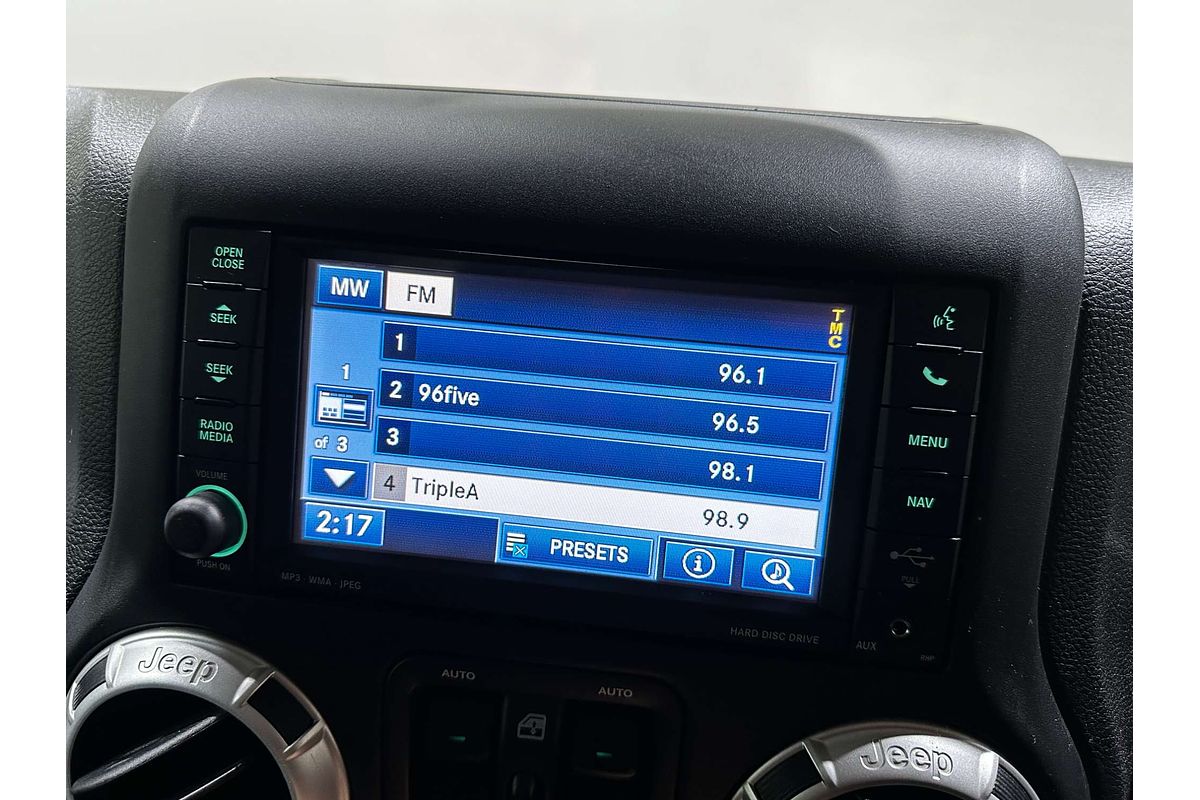 OPEN
CLOSE
SEEK
SEEK
RADIO
MEDIA
VOLUME
PUSH ON
MW FM
TMC
1 96.1
2 96five 96.5
3 98.1
4 TripleA 98.9
1
of 3
2:17
PRESETS
MENU
NAV
PULL
MP3 · WMA · JPEG
HARD DISC DRIVE
AUX
RHP
Jeep
AUTO
AUTO
Jeep